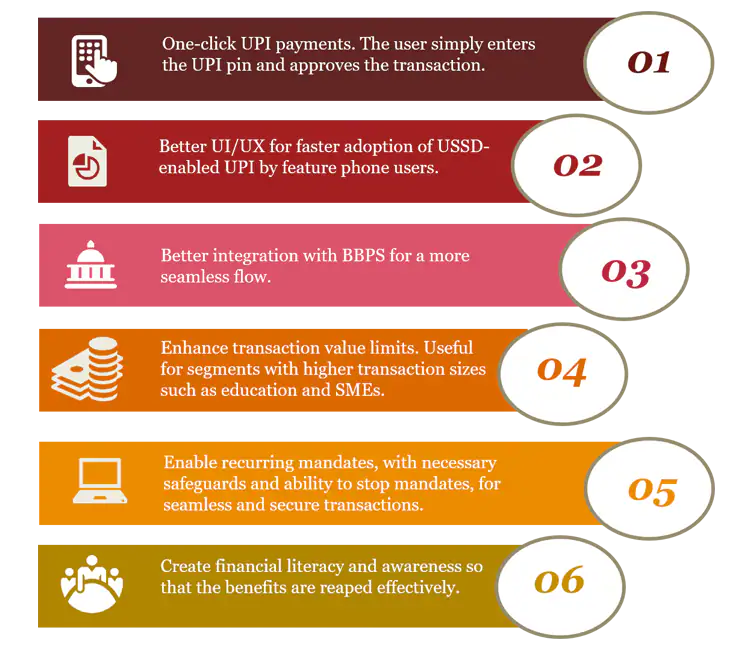 One-click UPI payments. The user simply enters
the UPI pin and approves the transaction.
01
Better UI/UX for faster adoption of USSD-
enabled UPI by feature phone users.
02
Better integration with BBPS for a more
seamless flow.
03
Enhance transaction value limits. Useful
for segments with higher transaction sizes
such as education and SMEs.
04
Enable recurring mandates, with necessary
safeguards and ability to stop mandates, for
seamless and secure transactions.
05
Create financial literacy and awareness so
that the benefits are reaped effectively.
06